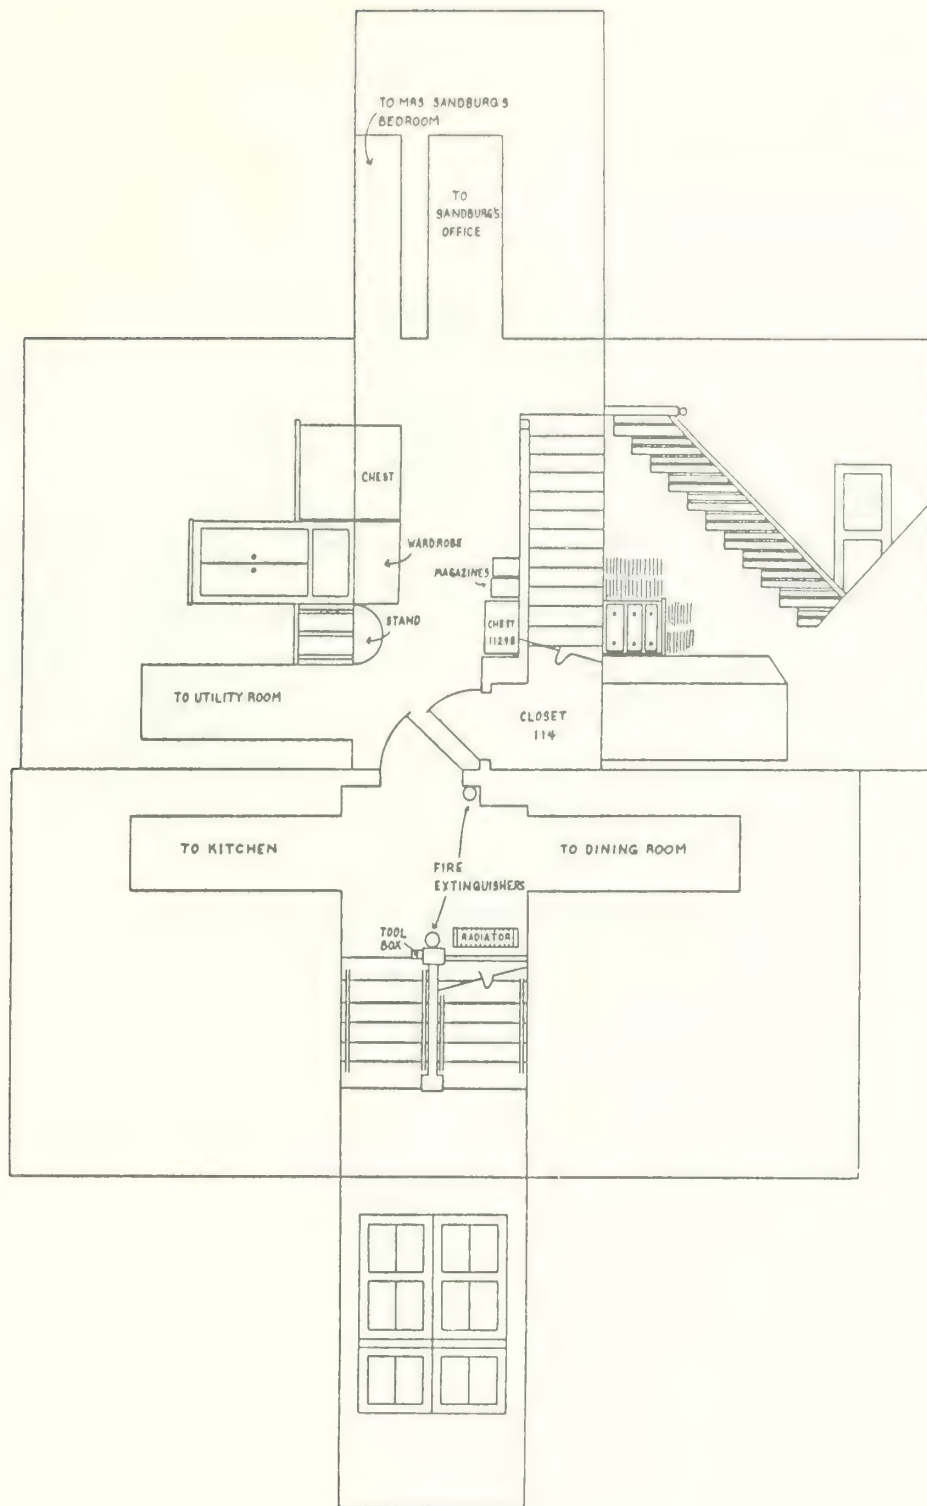 TO MRS SANDBURG'S
BEDROOM
TO
SANDBURG'S
OFFICE
CHEST
WARDROBE
MAGAZINES
STAND
CHEST
11298
TO UTILITY ROOM
CLOSET
114
TO KITCHEN
TO DINING ROOM
FIRE
EXTINGUISHERS
TOOL
BOX
RADIATOR